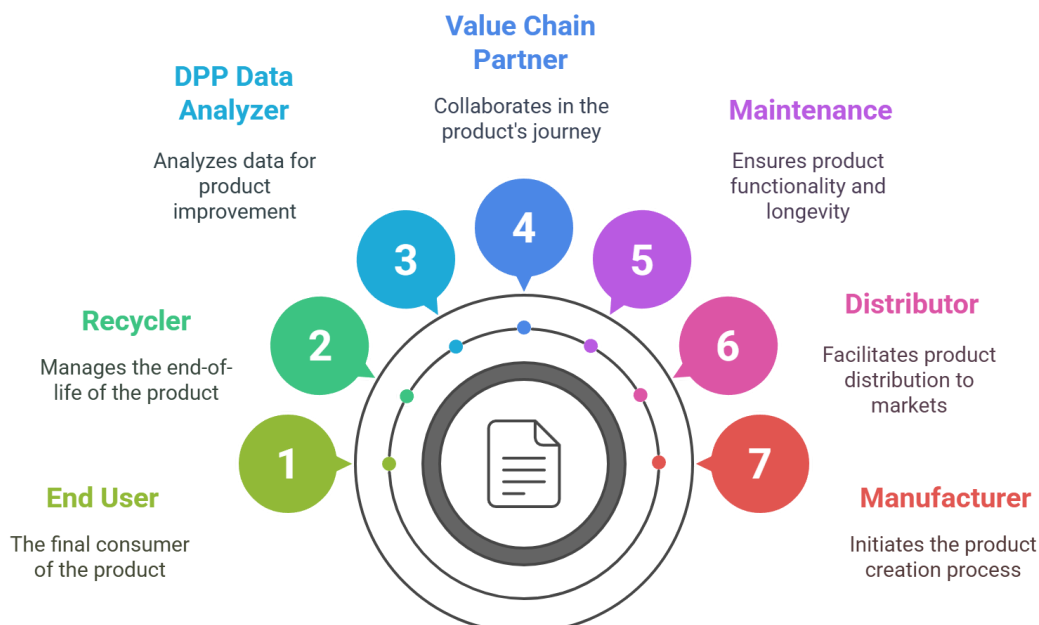 Value Chain
Partner
Collaborates in the
product's journey
DPP Data
Analyzer
Analyzes data for
product
improvement
Maintenance
Ensures product
functionality and
longevity
4
3
5
Recycler
Manages the end-of-
life of the product
2
6
Distributor
Facilitates product
distribution to
markets
1
7
End User
The final consumer
of the product
Manufacturer
Initiates the product
creation process